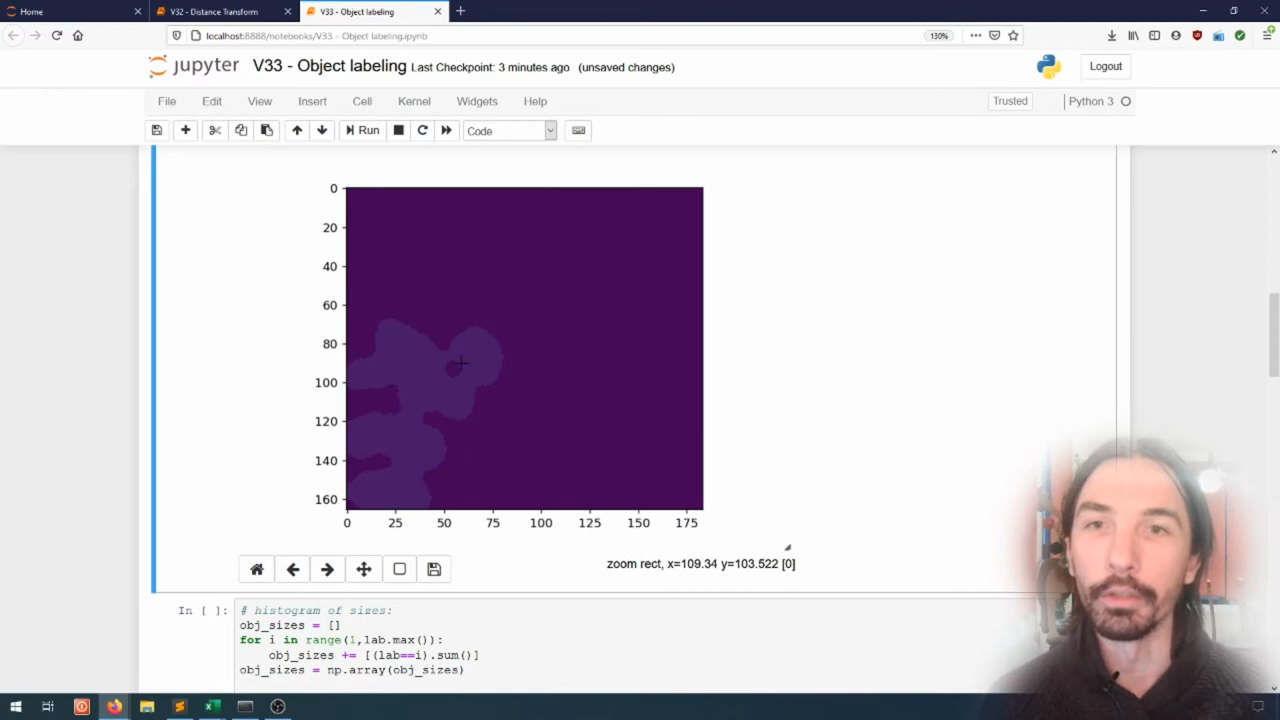 Home
V32 - Distance Transform
V33 - Object labeling
localhost:8888/notebooks/V33 - Object labeling.ipynb
130%
jupyter V33 - Object labeling Last Checkpoint: 3 minutes ago (unsaved changes)
Logout
File Edit View Insert Cell Kernel Widgets Help
Trusted
Python 3
Run
Code
0
20
40
60
80
100
120
140
160
0 25 50 75 100 125 150 175
zoom rect, x=109.34 y=103.522 [0]
In [ ]: # histogram of sizes:
obj_sizes = []
for i in range(1,lab.max()):
obj_sizes += [(lab==i).sum()]
obj_sizes = np.array(obj_sizes)